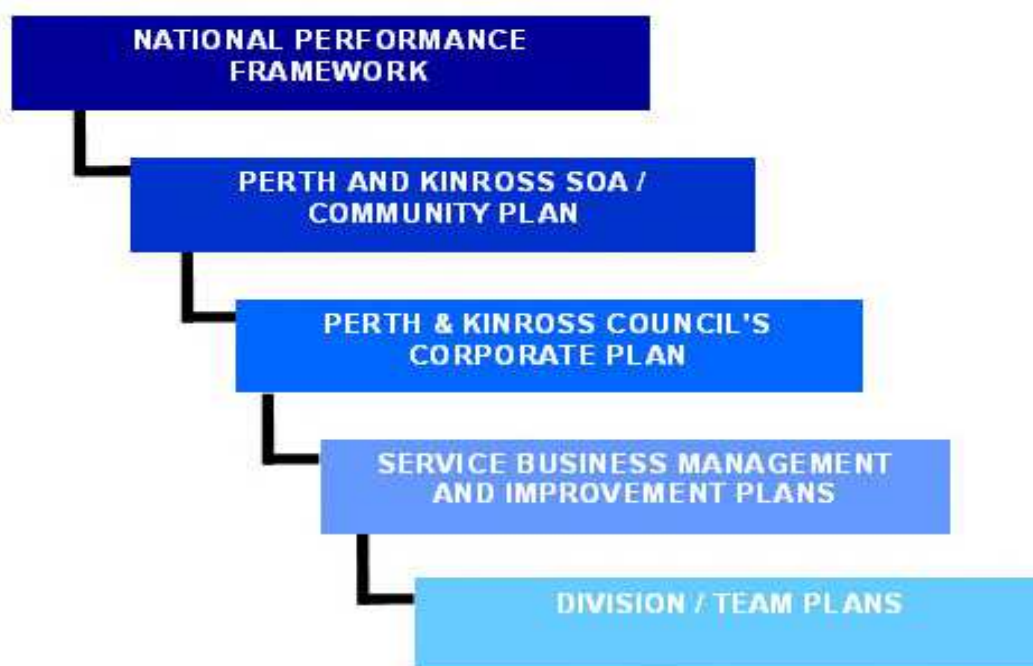 NATIONAL PERFORMANCE
FRAMEWORK
PERTH AND KINROSS SOA /
COMMUNITY PLAN
PERTH & KINROSS COUNCIL'S
CORPORATE PLAN
SERVICE BUSINESS MANAGEMENT
AND IMPROVEMENT PLANS
DIVISION / TEAM PLANS